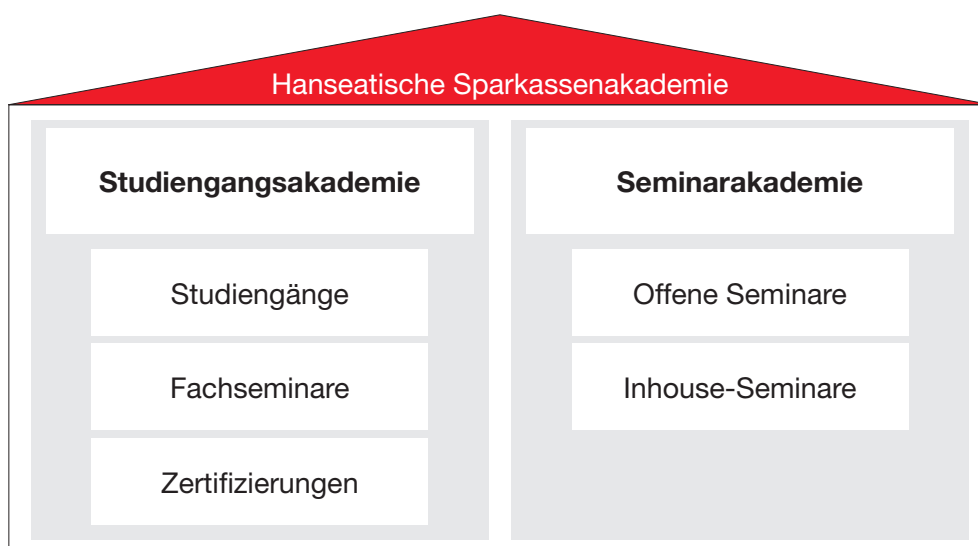 Hanseatische Sparkassenakademie
Studiengangsakademie
Studiengänge
Fachseminare
Zertifizierungen
Seminarakademie
Offene Seminare
Inhouse-Seminare